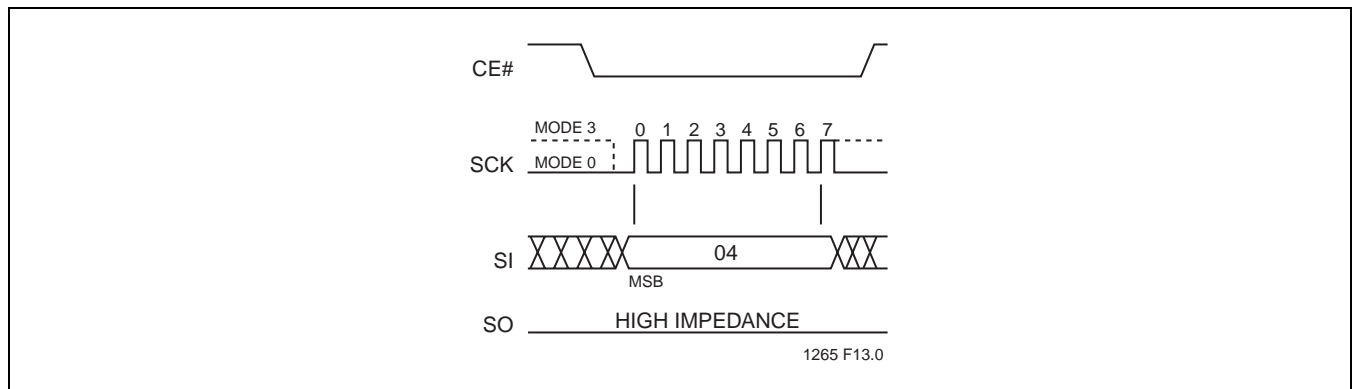 CE#
MODE 3
0 1 2 3 4 5 6 7
SCK
MODE 0
SI
04
MSB
SO
HIGH IMPEDANCE
1265 F13.0